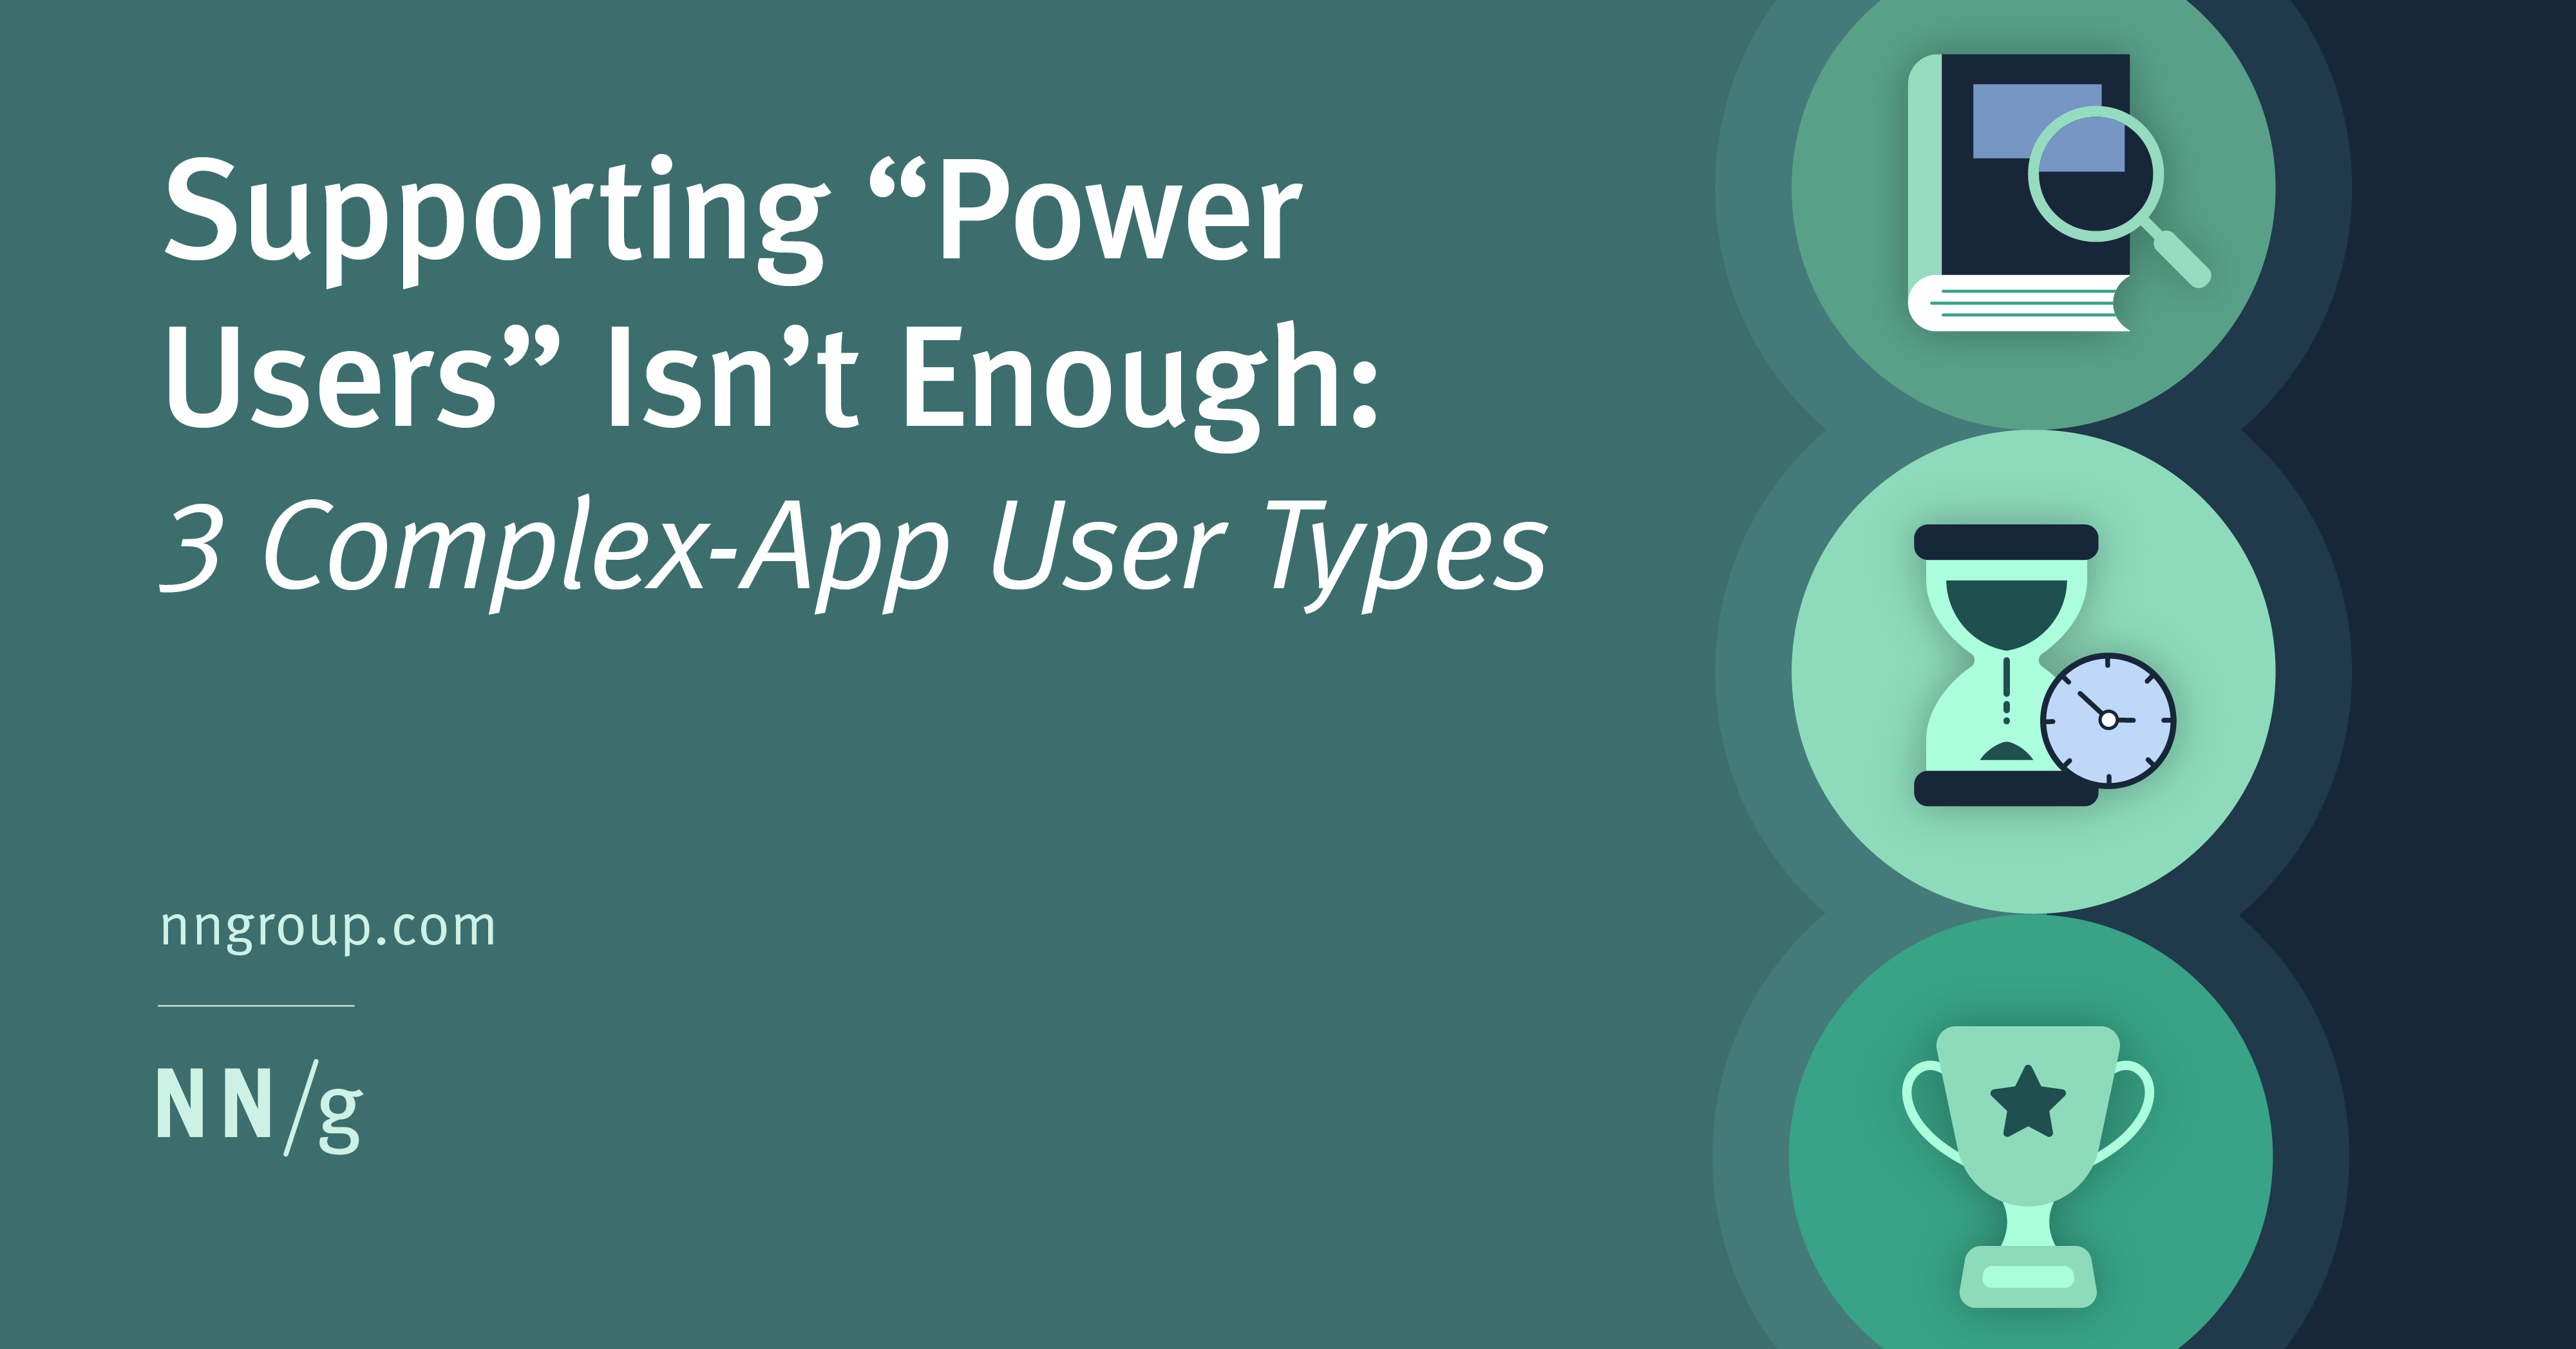 Supporting “Power
Users” Isn’t Enough:
3 Complex-App User Types
nngroup.com
NN/g